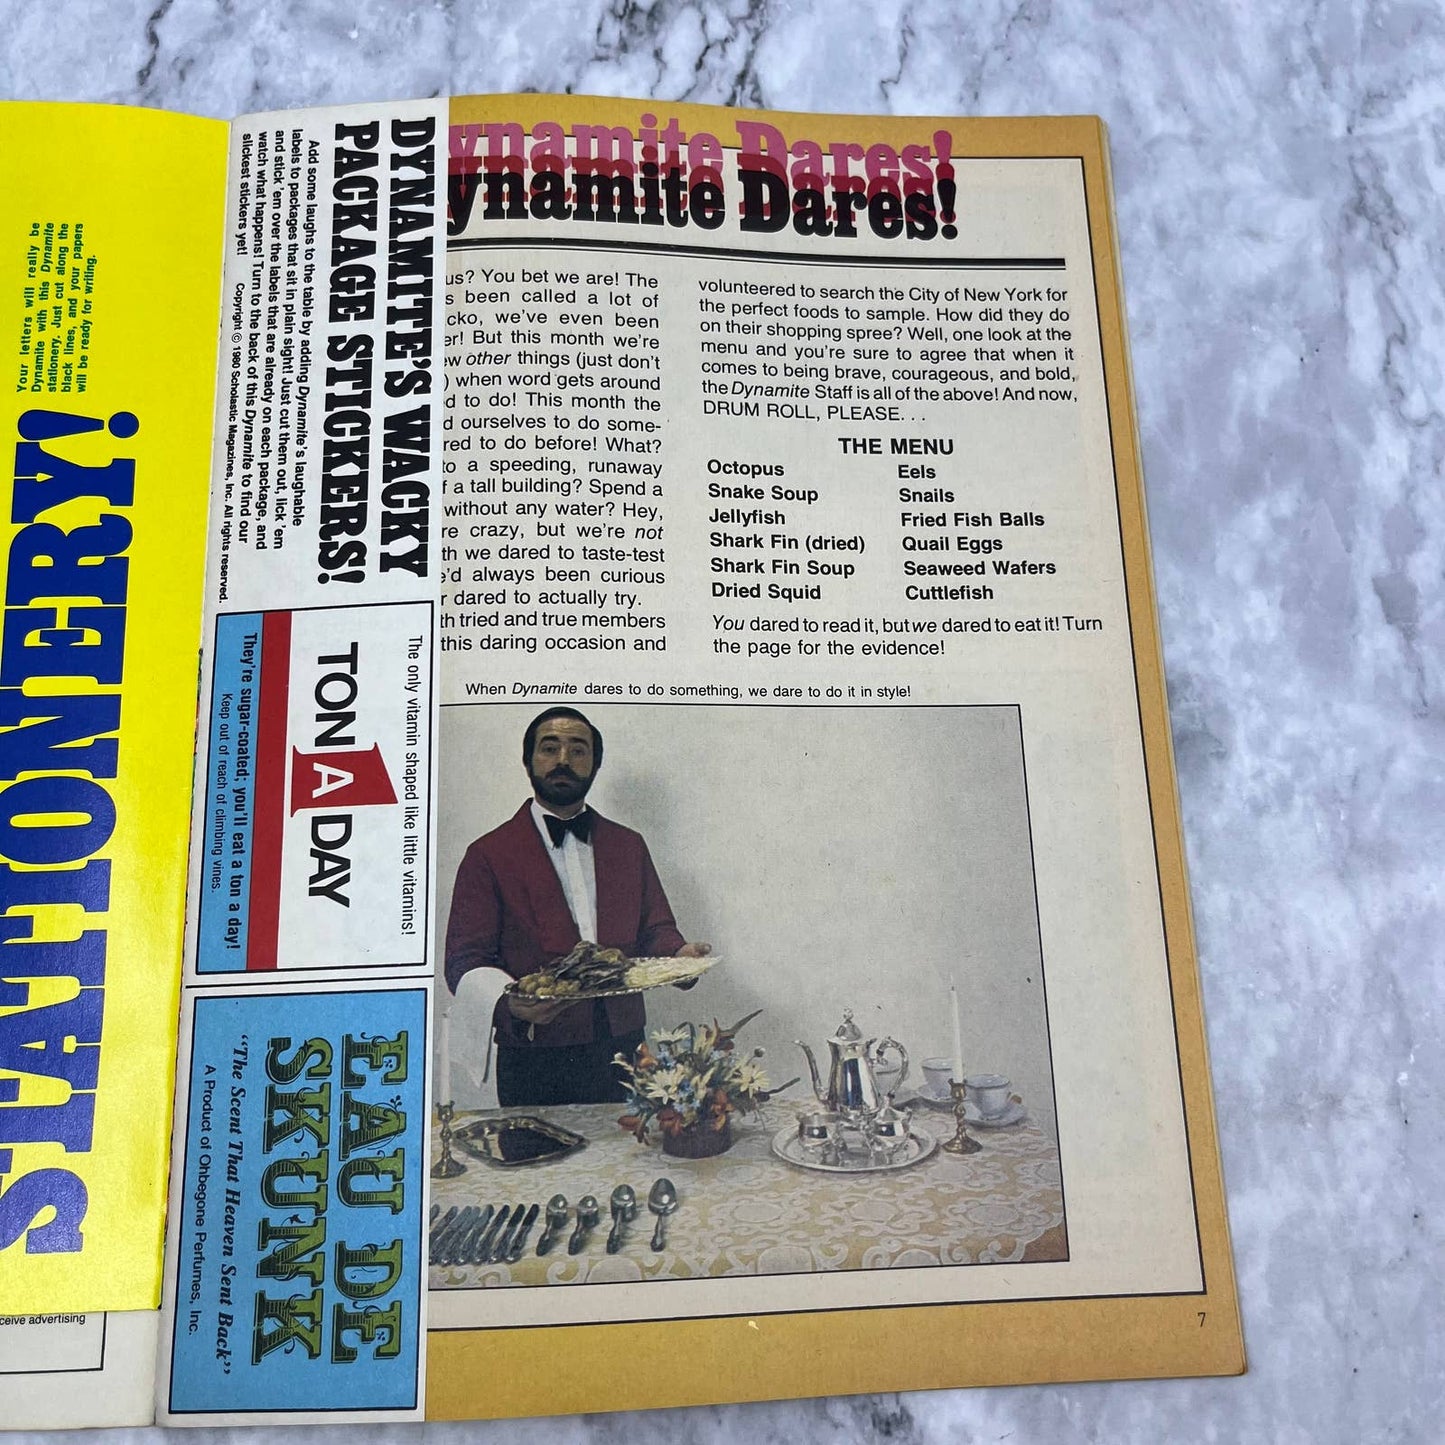 Your letters will really be
Dynamite with this Dynamite
stationery. Just cut along the
black lines, and your papers
will be ready for writing.
STATIONERY!
ceive advertising
DYNAMITE'S WACKY
PACKAGE STICKERS!
Add some laughs to the table by adding Dynamite's laughable
labels to packages that sit in plain sight! Just cut them out, lick 'em
and stick 'em over the labels that are already on each package, and
watch what happens! Turn to the back of this Dynamite to find our
slickest stickers yet!
Copyright © 1980 Scholastic Magazines, Inc. All rights reserved.
The only vitamin shaped like little vitamins!
TON A DAY
They're sugar-coated; you'll eat a ton a day!
Keep out of reach of climbing vines.
EAU DE
SKUNK
"The Scent That Heaven Sent Back"
A Product of Ohbegone Perfumes, Inc.
ynamite Dares!
ynamite Dares!
us? You bet we are! The
s been called a lot of
cko, we've even been
er! But this month we're
ew other things (just don't
) when word gets around
d to do! This month the
d ourselves to do some-
red to do before! What?
to a speeding, runaway
f a tall building? Spend a
without any water? Hey,
re crazy, but we're not
th we dared to taste-test
e'd always been curious
r dared to actually try.
th tried and true members
this daring occasion and
volunteered to search the City of New York for
the perfect foods to sample. How did they do
on their shopping spree? Well, one look at the
menu and you're sure to agree that when it
comes to being brave, courageous, and bold,
the Dynamite Staff is all of the above! And now,
DRUM ROLL, PLEASE. . .
THE MENU
Octopus
Snake Soup
Jellyfish
Shark Fin (dried)
Shark Fin Soup
Dried Squid
Eels
Snails
Fried Fish Balls
Quail Eggs
Seaweed Wafers
Cuttlefish
You dared to read it, but we dared to eat it! Turn
the page for the evidence!
When Dynamite dares to do something, we dare to do it in style!
7